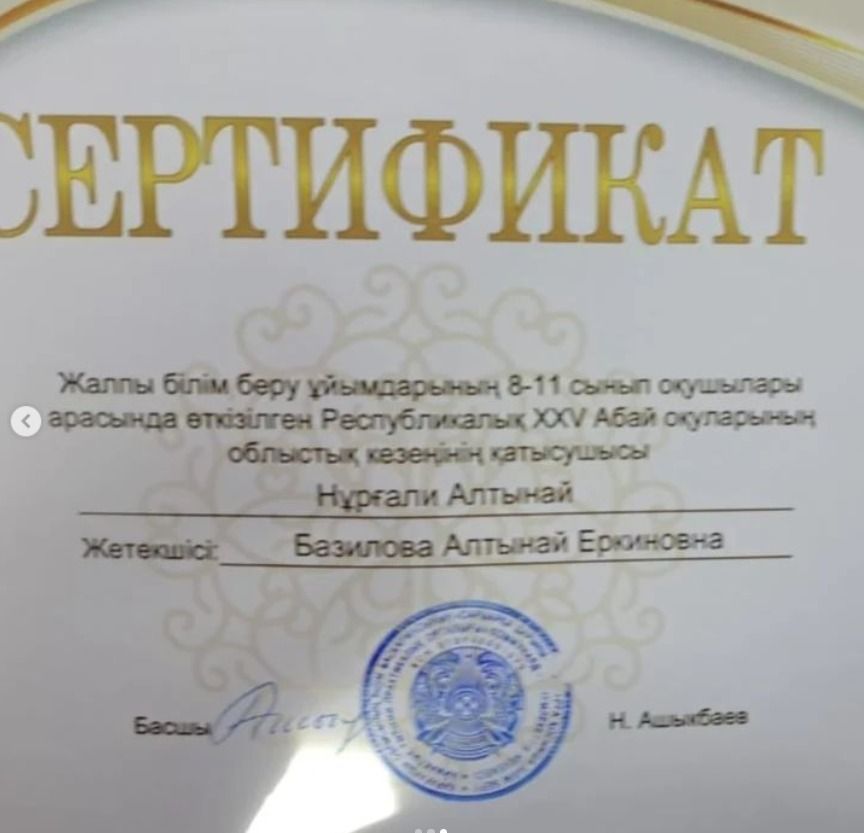 СЕРТИФИКАТ
Жалпы білім беру ұйымдарының 8-11 сынып оқушылары
арасында өткізілген Республикалық XXV Абай оқуларының
облыстық кезеңінің қатысушысы
Нұрғали Алтынай
Жетекшісі: Базилова Алтынай Еркиновна
Басшы Н. Ашыкбаев